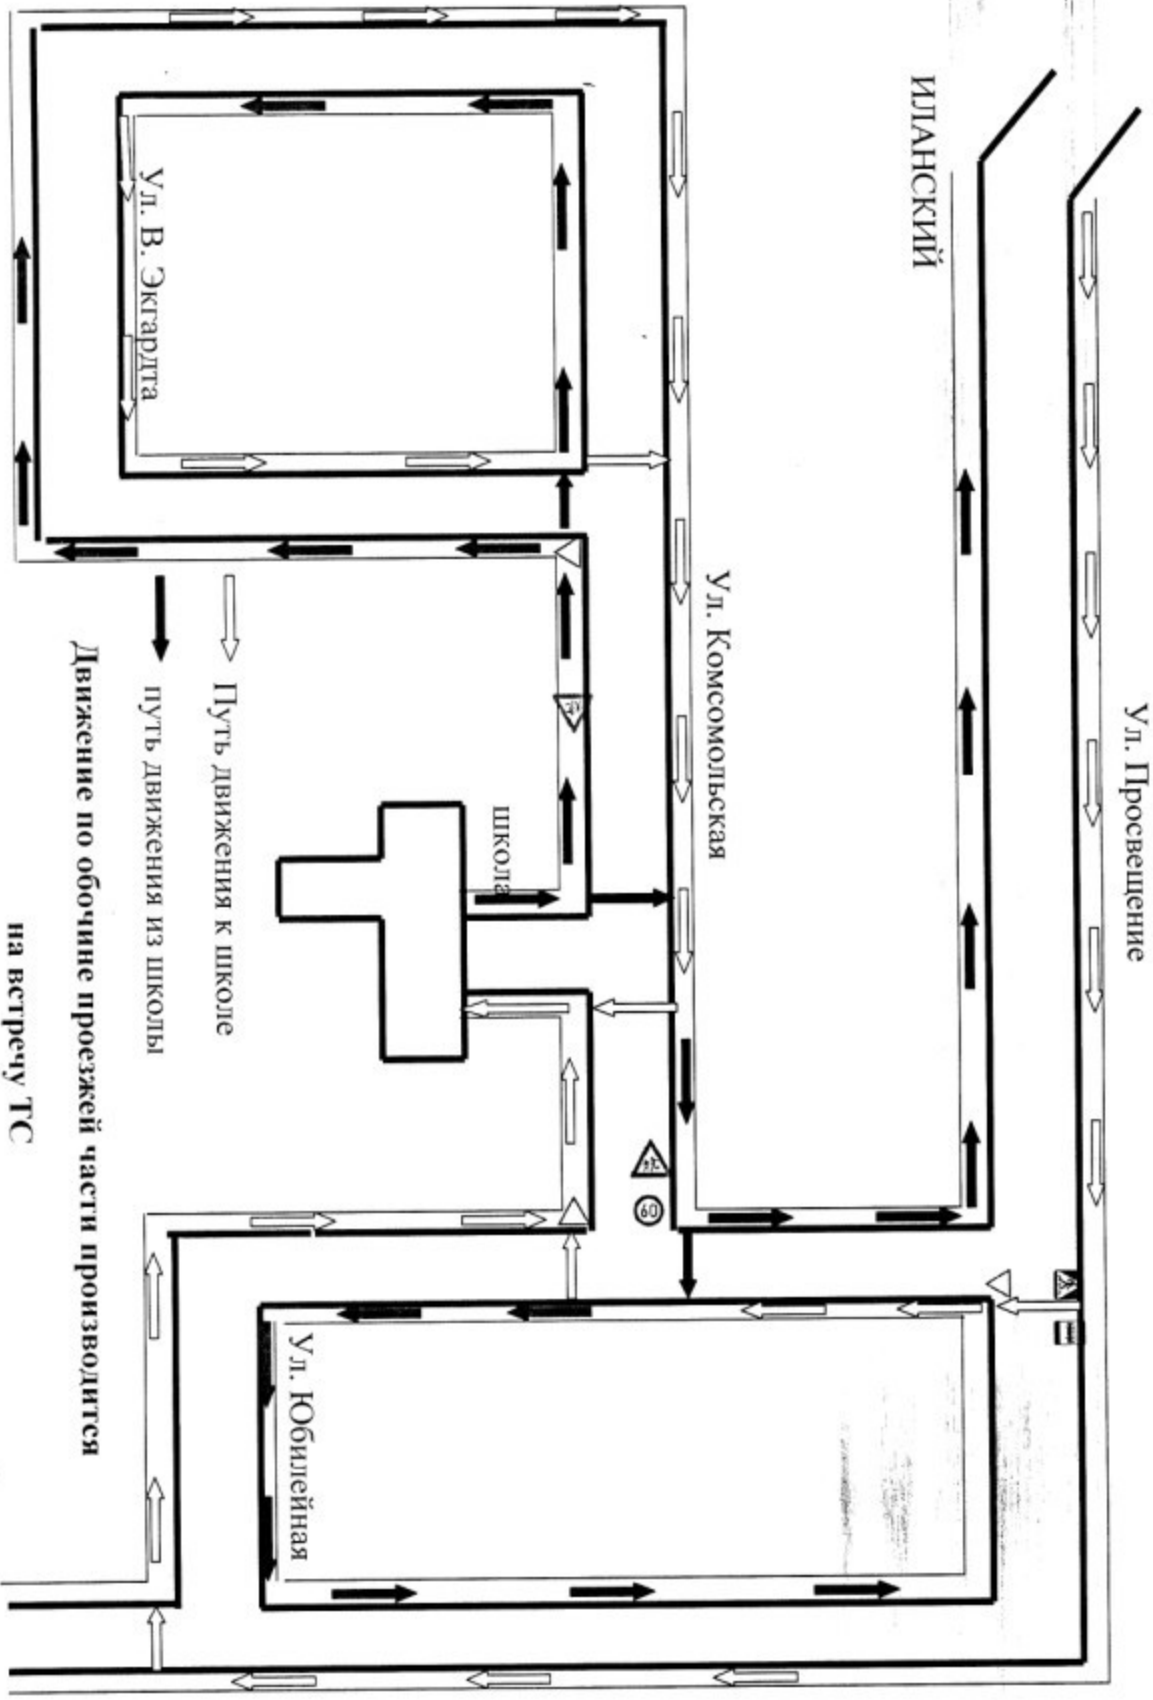 Ул. Просвещение
ИЛАНСКИЙ
Ул. Комсомольская
60
школа
Ул. В. Экгардта
Ул. Юбилейная
Путь движения к школе
путь движения из школы
Движение по обочине проезжей части производится
на встречу ТС